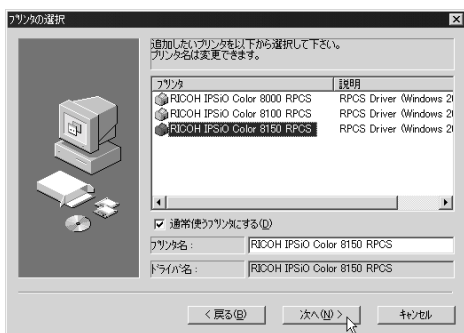 プリンタの選択
追加したいプリンタを以下から選択して下さい。
プリンタ名は変更できます。
プリンタ 説明
RICOH IPSiO Color 8000 RPCS RPCS Driver (Windows 2
RICOH IPSiO Color 8100 RPCS RPCS Driver (Windows 2
RICOH IPSiO Color 8150 RPCS RPCS Driver (Windows 2
通常使うプリンタにする(D)
プリンタ名 : RICOH IPSiO Color 8150 RPCS
ドライバ名 : RICOH IPSiO Color 8150 RPCS
< 戻る(B) 次へ(N) > キャンセル